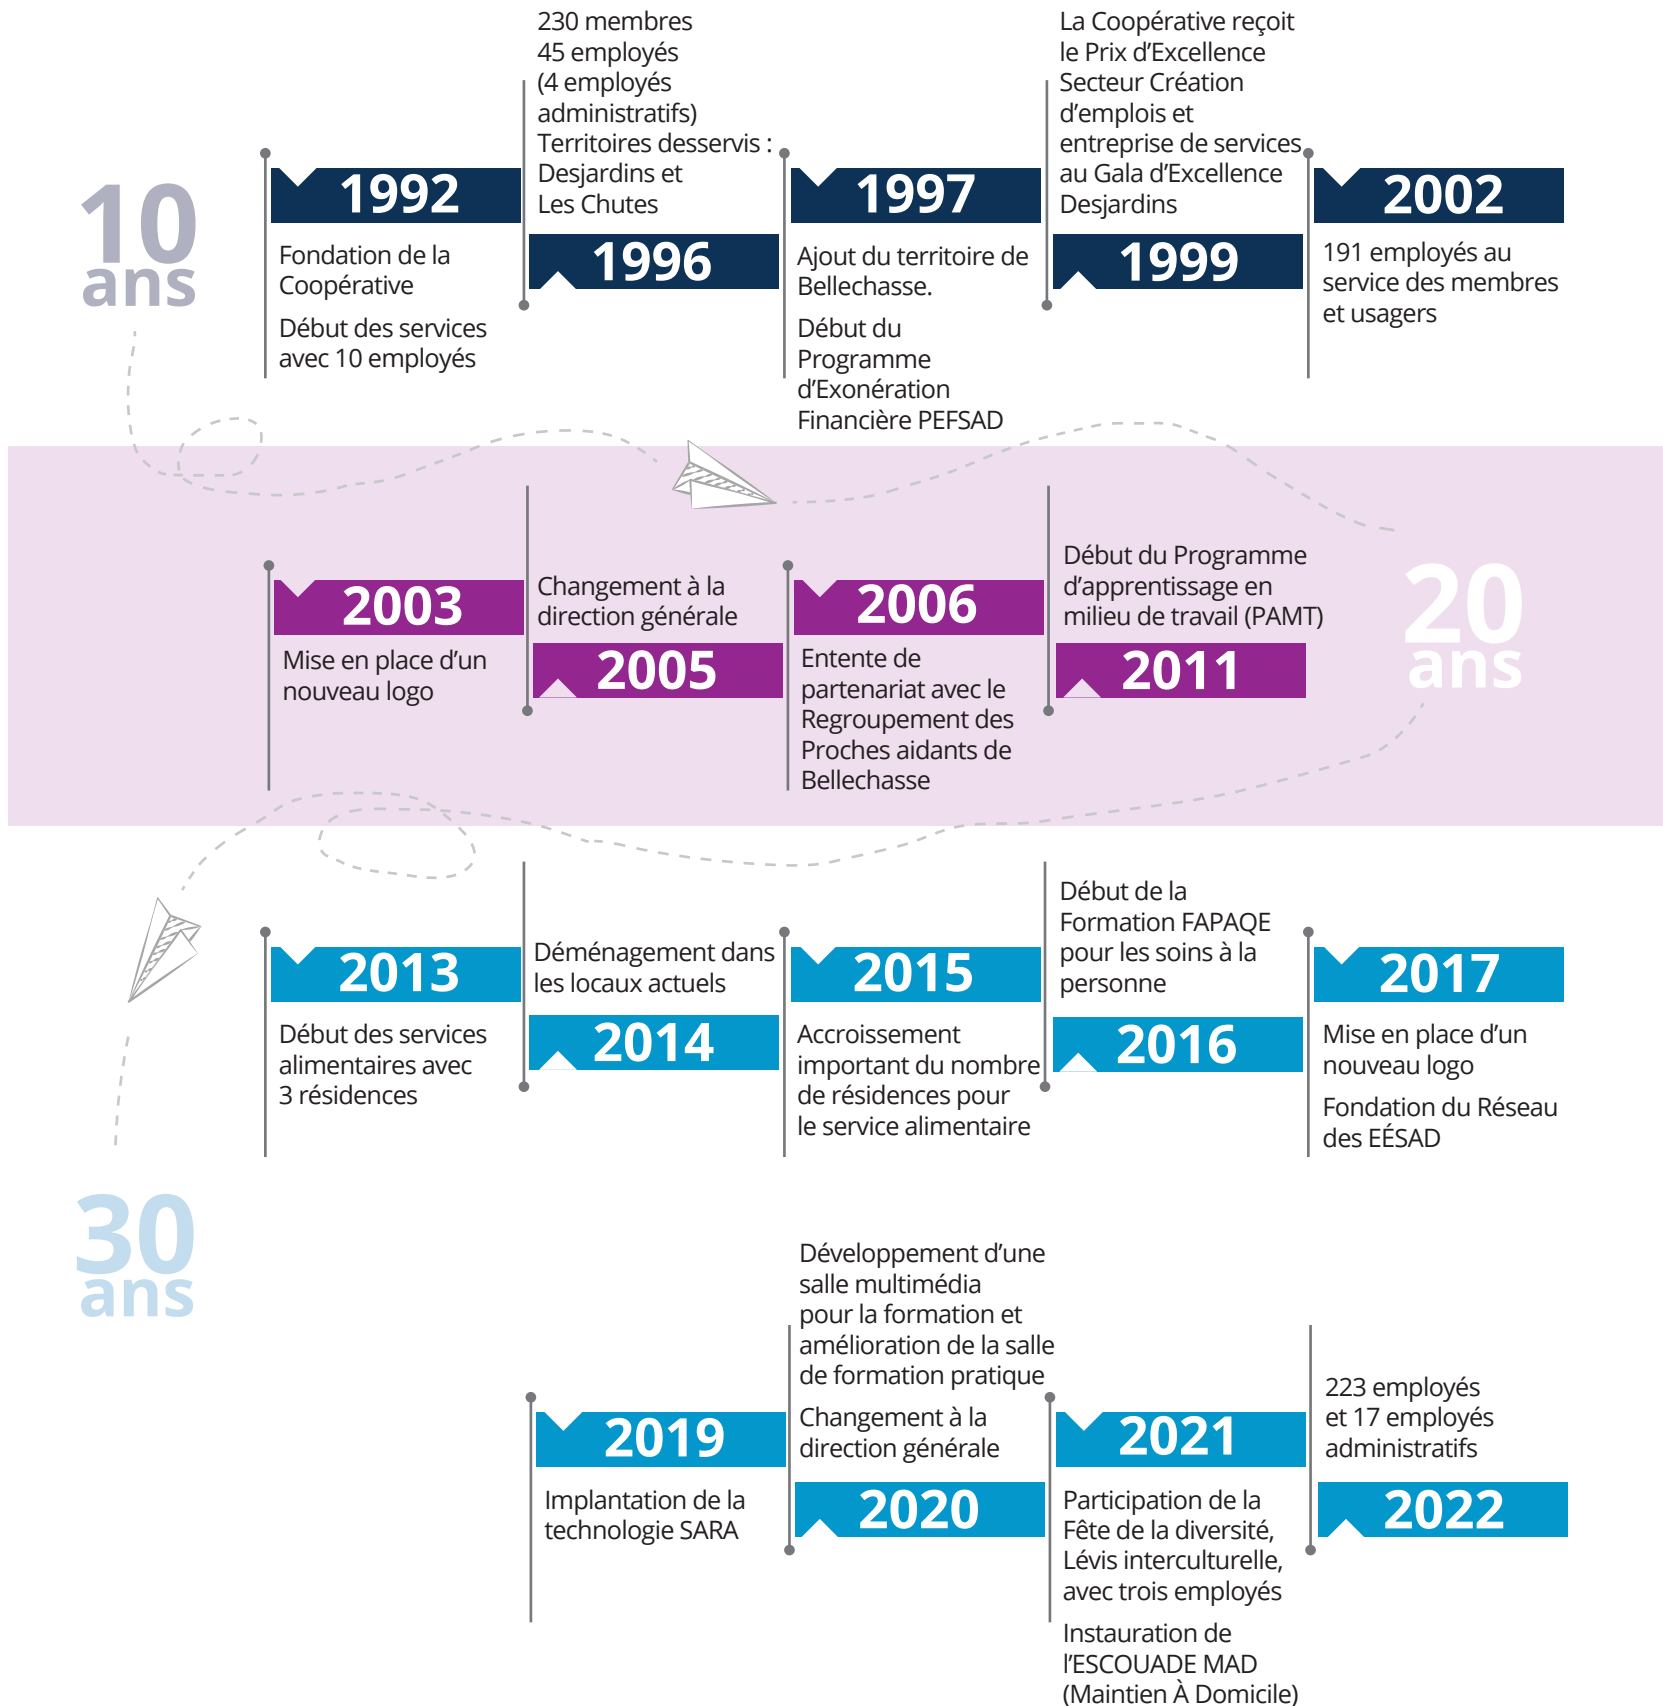 10
ans
1992
Fondation de la
Coopérative
Début des services
avec 10 employés
230 membres
45 employés
(4 employés
administratifs)
Territoires desservis :
Desjardins et
Les Chutes
1996
1997
Ajout du territoire de
Bellechasse.
Début du
Programme
d’Exonération
Financière PEFSAD
La Coopérative reçoit
le Prix d’Excellence
Secteur Création
d’emplois et
entreprise de services
au Gala d’Excellence
Desjardins
1999
2002
191 employés au
service des membres
et usagers
2003
Mise en place d’un
nouveau logo
Changement à la
direction générale
2005
2006
Entente de
partenariat avec le
Regroupement des
Proches aidants de
Bellechasse
Début du Programme
d’apprentissage en
milieu de travail (PAMT)
2011
20
ans
2013
Début des services
alimentaires avec
3 résidences
Déménagement dans
les locaux actuels
2014
2015
Accroissement
important du nombre
de résidences pour
le service alimentaire
Début de la
Formation FAPAQE
pour les soins à la
personne
2016
2017
Mise en place d’un
nouveau logo
Fondation du Réseau
des EÉSAD
30
ans
2019
Implantation de la
technologie SARA
Développement d’une
salle multimédia
pour la formation et
amélioration de la salle
de formation pratique
Changement à la
direction générale
2020
2021
Participation de la
Fête de la diversité,
Lévis interculturelle,
avec trois employés
Instauration de
l’ESCOUADE MAD
(Maintien À Domicile)
223 employés
et 17 employés
administratifs
2022